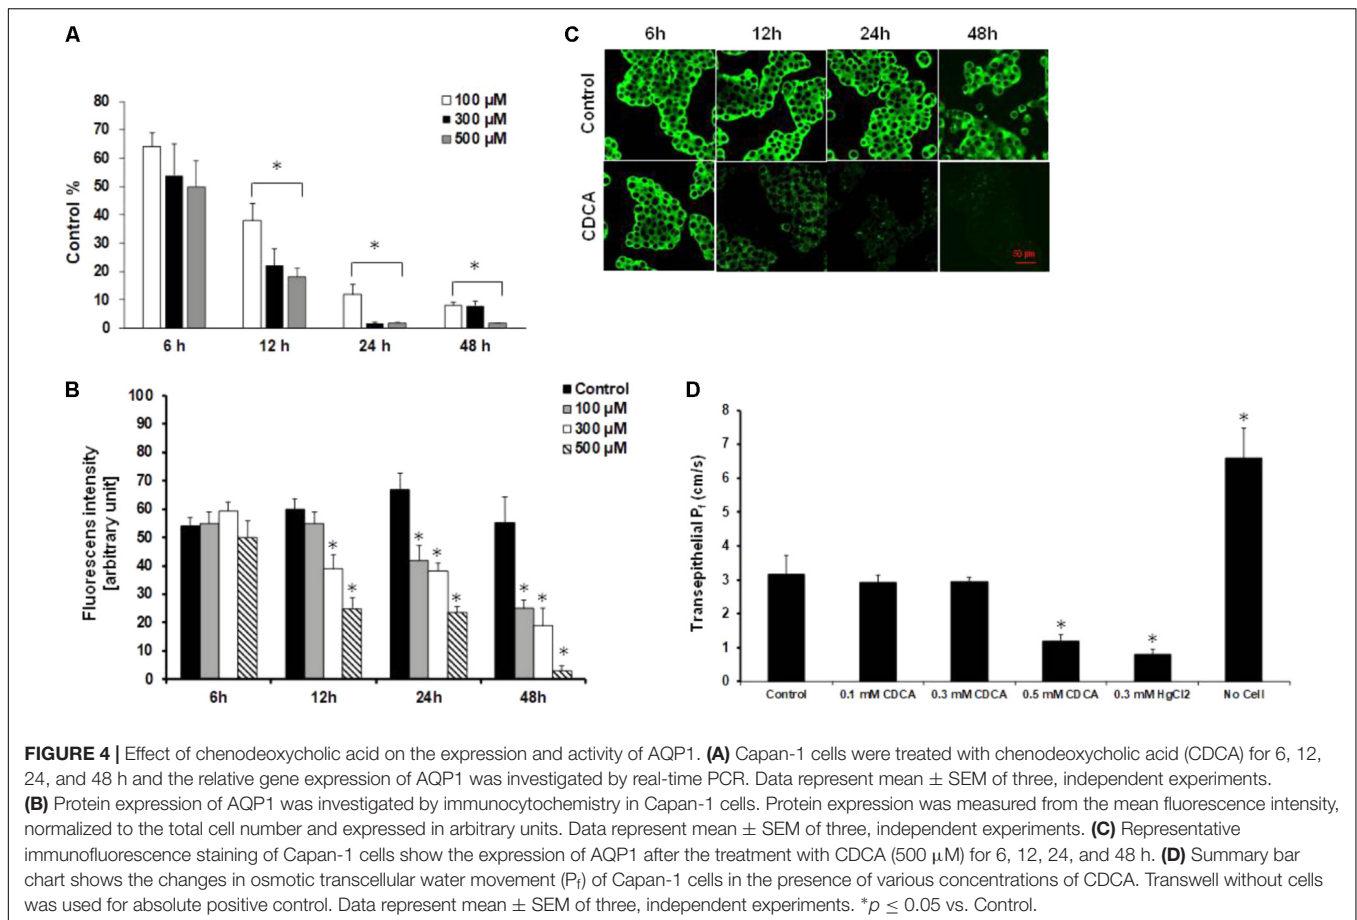 A
80
70
60
50
40
30
20
10
0
Control %
100 µM
300 µM
500 µM
*
*
*
6 h 12 h 24 h 48 h
C
6h 12h 24h 48h
Control
CDCA
50 µm
B
100
90
80
70
60
50
40
30
20
10
0
Fluorescens intensity
[arbitrary unit]
Control
100 µM
300 µM
500 µM
* *
* * *
* * *
6h 12h 24h 48h
D
8
7
6
5
4
3
2
1
0
Transepithelial Pf (cm/s)
* * *
Control 0.1 mM CDCA 0.3 mM CDCA 0.5 mM CDCA 0.3 mM HgCl2 No Cell
FIGURE 4 | Effect of chenodeoxycholic acid on the expression and activity of AQP1. (A) Capan-1 cells were treated with chenodeoxycholic acid (CDCA) for 6, 12,
24, and 48 h and the relative gene expression of AQP1 was investigated by real-time PCR. Data represent mean ± SEM of three, independent experiments.
(B) Protein expression of AQP1 was investigated by immunocytochemistry in Capan-1 cells. Protein expression was measured from the mean fluorescence intensity,
normalized to the total cell number and expressed in arbitrary units. Data represent mean ± SEM of three, independent experiments. (C) Representative
immunofluorescence staining of Capan-1 cells show the expression of AQP1 after the treatment with CDCA (500 µM) for 6, 12, 24, and 48 h. (D) Summary bar
chart shows the changes in osmotic transcellular water movement (Pf) of Capan-1 cells in the presence of various concentrations of CDCA. Transwell without cells
was used for absolute positive control. Data represent mean ± SEM of three, independent experiments. *p ≤ 0.05 vs. Control.